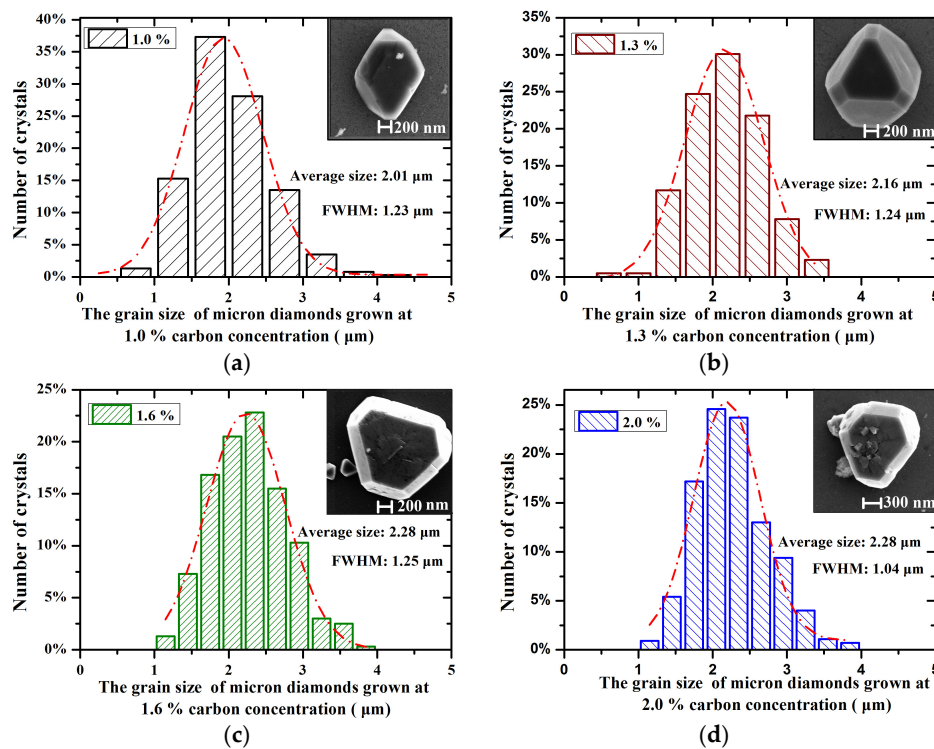 40%
35%
30%
25%
20%
15%
10%
5%
0%
Number of crystals
1.0 %
200 nm
Average size: 2.01 µm
FWHM: 1.23 µm
0 1 2 3 4 5
The grain size of micron diamonds grown at
1.0 % carbon concentration ( µm)
(a)
35%
30%
25%
20%
15%
10%
5%
0%
Number of crystals
1.3 %
200 nm
Average size: 2.16 µm
FWHM: 1.24 µm
0 1 2 3 4 5
The grain size of micron diamonds grown at
1.3 % carbon concentration ( µm)
(b)
25%
20%
15%
10%
5%
0%
Number of crystals
1.6 %
200 nm
Average size: 2.28 µm
FWHM: 1.25 µm
0 1 2 3 4 5
The grain size of micron diamonds grown at
1.6 % carbon concentration ( µm)
(c)
25%
20%
15%
10%
5%
0%
Number of crystals
2.0 %
300 nm
Average size: 2.28 µm
FWHM: 1.04 µm
0 1 2 3 4 5
The grain size of micron diamonds grown at
2.0 % carbon concentration ( µm)
(d)